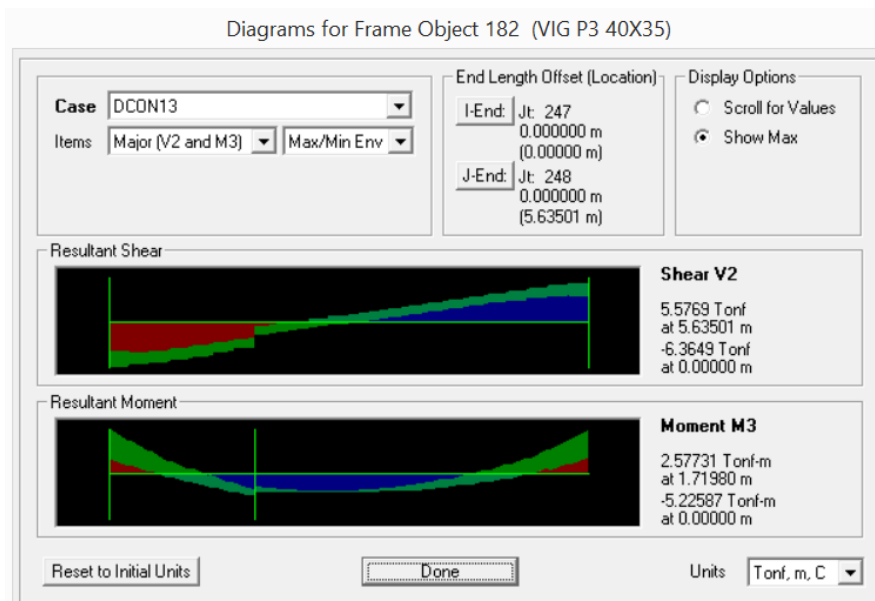 Diagrams for Frame Object 182 (VIG P3 40X35)
Case DCON13
Items Major (V2 and M3) Max/Min Env
End Length Offset (Location)
I-End: Jt: 247
0.000000 m
(0.00000 m)
J-End: Jt: 248
0.000000 m
(5.63501 m)
Display Options
Scroll for Values
Show Max
Resultant Shear
Shear V2
5.5769 Tonf
at 5.63501 m
-6.3649 Tonf
at 0.00000 m
Resultant Moment
Moment M3
2.57731 Tonf-m
at 1.71980 m
-5.22587 Tonf-m
at 0.00000 m
Reset to Initial Units
Done
Units Tonf, m, C